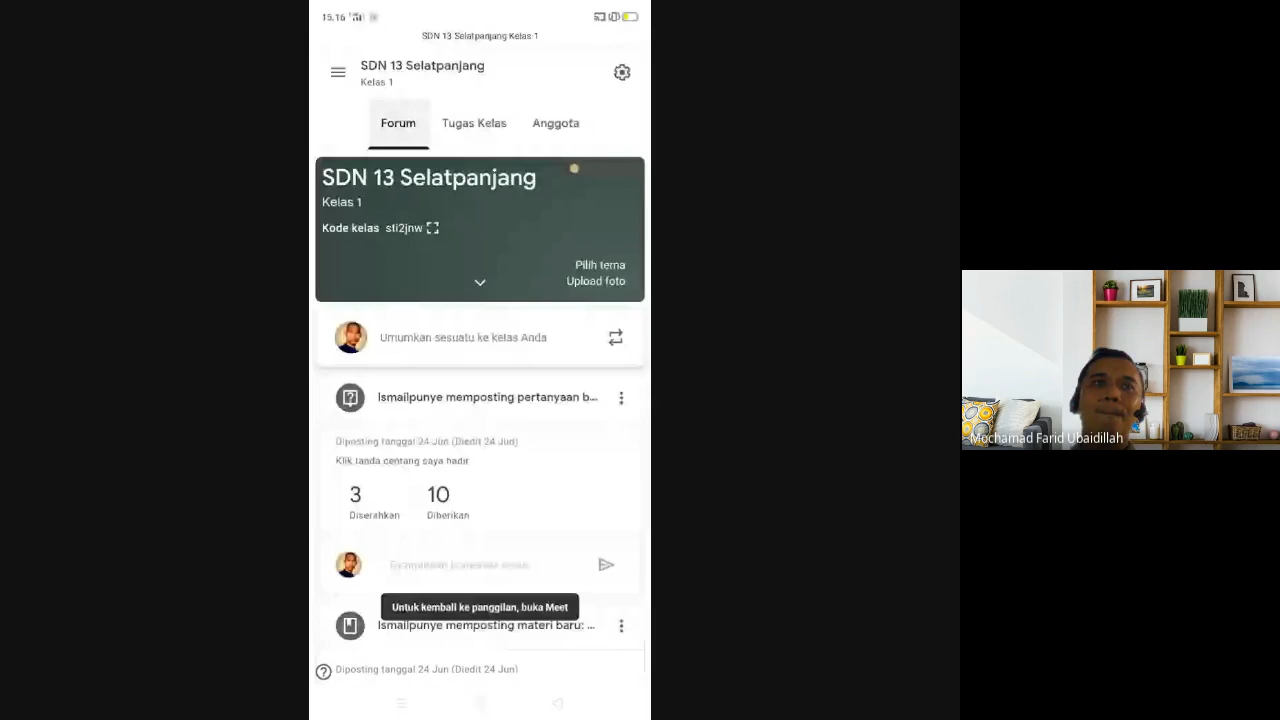 15.16
SDN 13 Selatpanjang Kelas 1
SDN 13 Selatpanjang
Kelas 1
Forum Tugas Kelas Anggota
SDN 13 Selatpanjang
Kelas 1
Kode kelas sti2jnw
Pilih tema
Upload foto
Umumkan sesuatu ke kelas Anda
Ismailpunye memposting pertanyaan b...
Diposting tanggal 24 Jun (Diedit 24 Jun)
Klik tanda centang saya hadir
3 10
Diserahkan Diberikan
Untuk kembali ke panggilan, buka Meet
Ismailpunye memposting materi baru: ...
Diposting tanggal 24 Jun (Diedit 24 Jun)
Mochamad Farid Ubaidillah